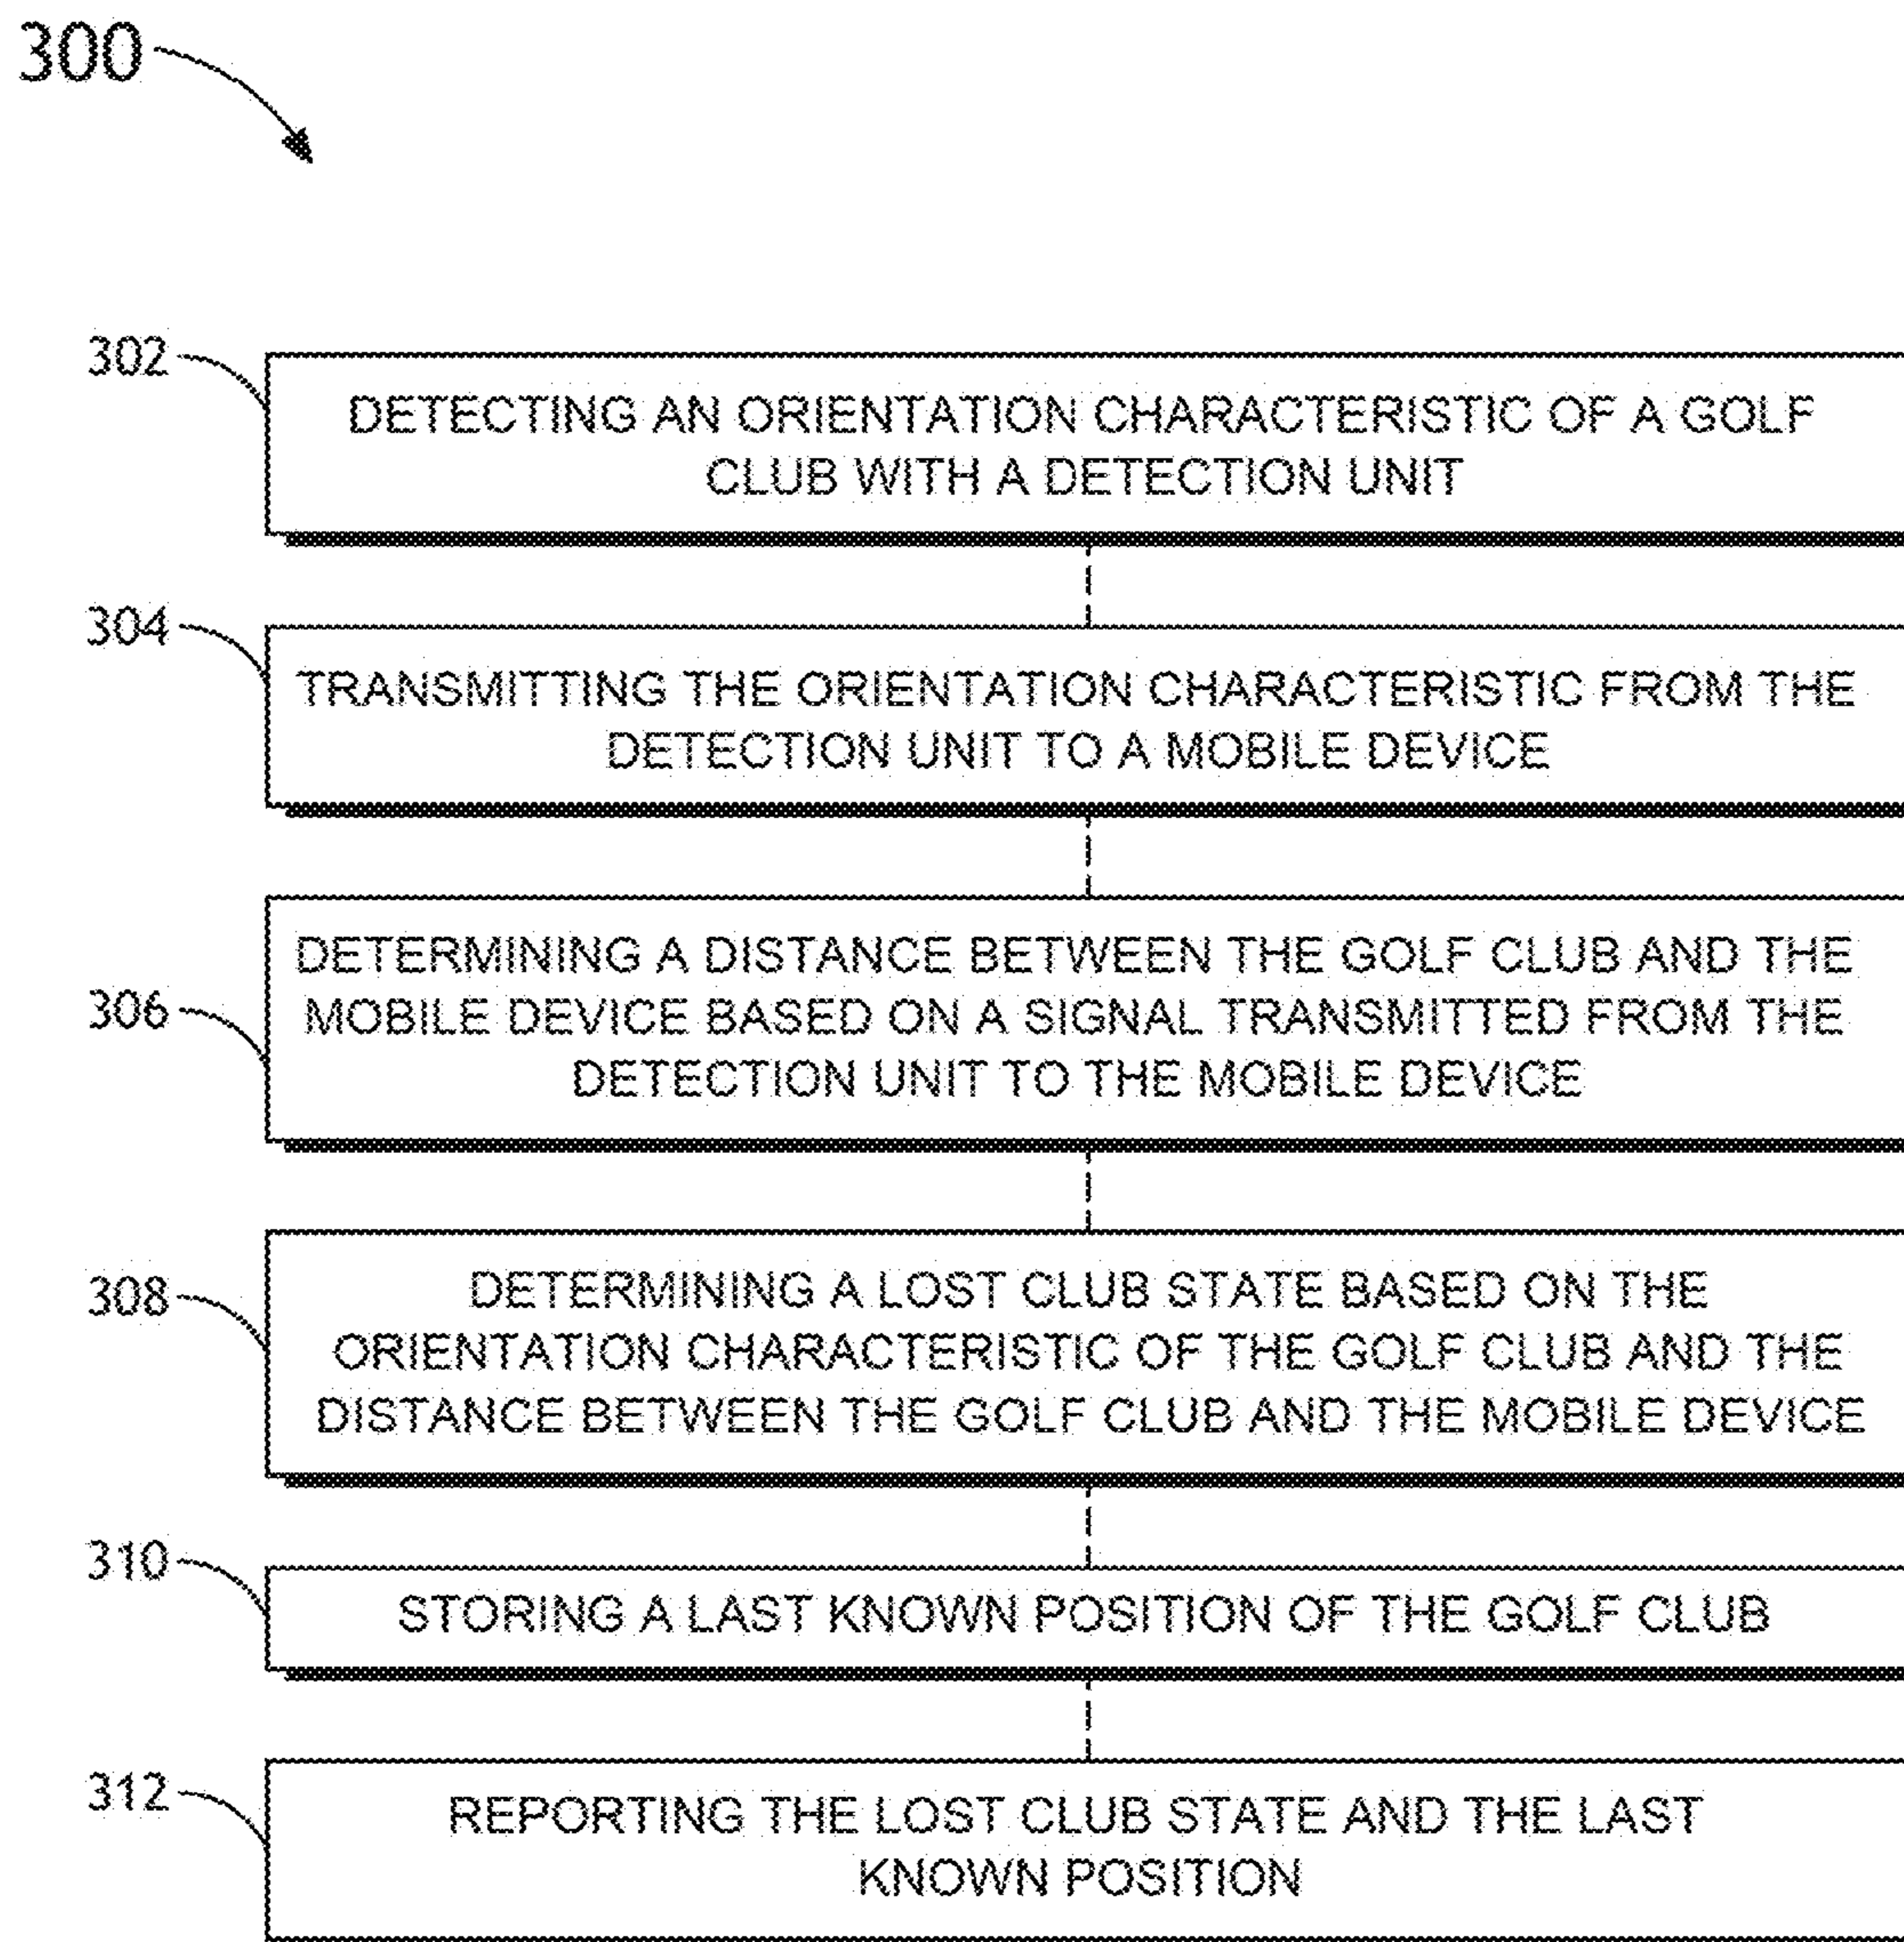 300
302
DETECTING AN ORIENTATION CHARACTERISTIC OF A GOLF
CLUB WITH A DETECTION UNIT
304
TRANSMITTING THE ORIENTATION CHARACTERISTIC FROM THE
DETECTION UNIT TO A MOBILE DEVICE
306
DETERMINING A DISTANCE BETWEEN THE GOLF CLUB AND THE
MOBILE DEVICE BASED ON A SIGNAL TRANSMITTED FROM THE
DETECTION UNIT TO THE MOBILE DEVICE
308
DETERMINING A LOST CLUB STATE BASED ON THE
ORIENTATION CHARACTERISTIC OF THE GOLF CLUB AND THE
DISTANCE BETWEEN THE GOLF CLUB AND THE MOBILE DEVICE
310
STORING A LAST KNOWN POSITION OF THE GOLF CLUB
312
REPORTING THE LOST CLUB STATE AND THE LAST
KNOWN POSITION